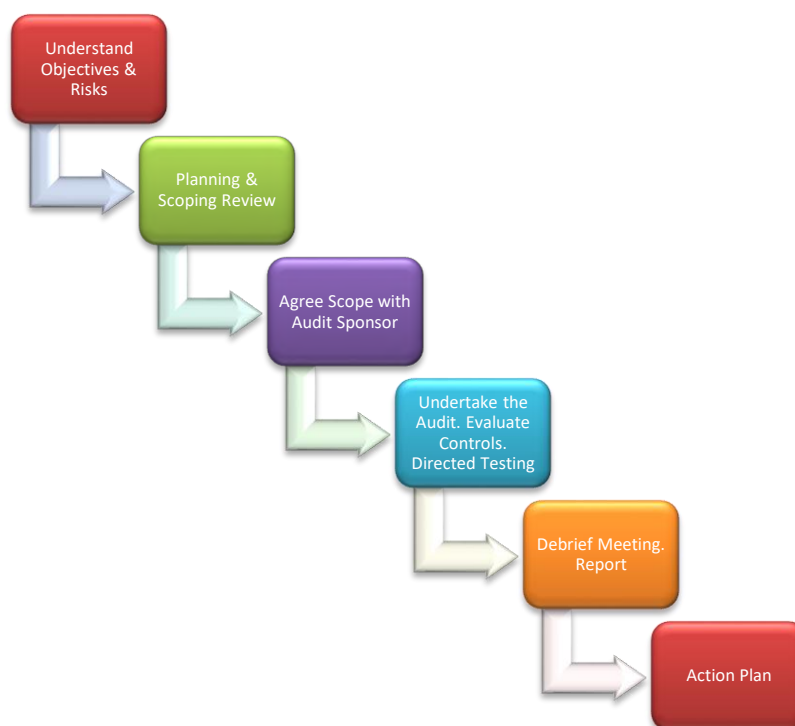 Understand
Objectives &
Risks
Planning &
Scoping Review
Agree Scope with
Audit Sponsor
Undertake the
Audit. Evaluate
Controls.
Directed Testing
Debrief Meeting.
Report
Action Plan